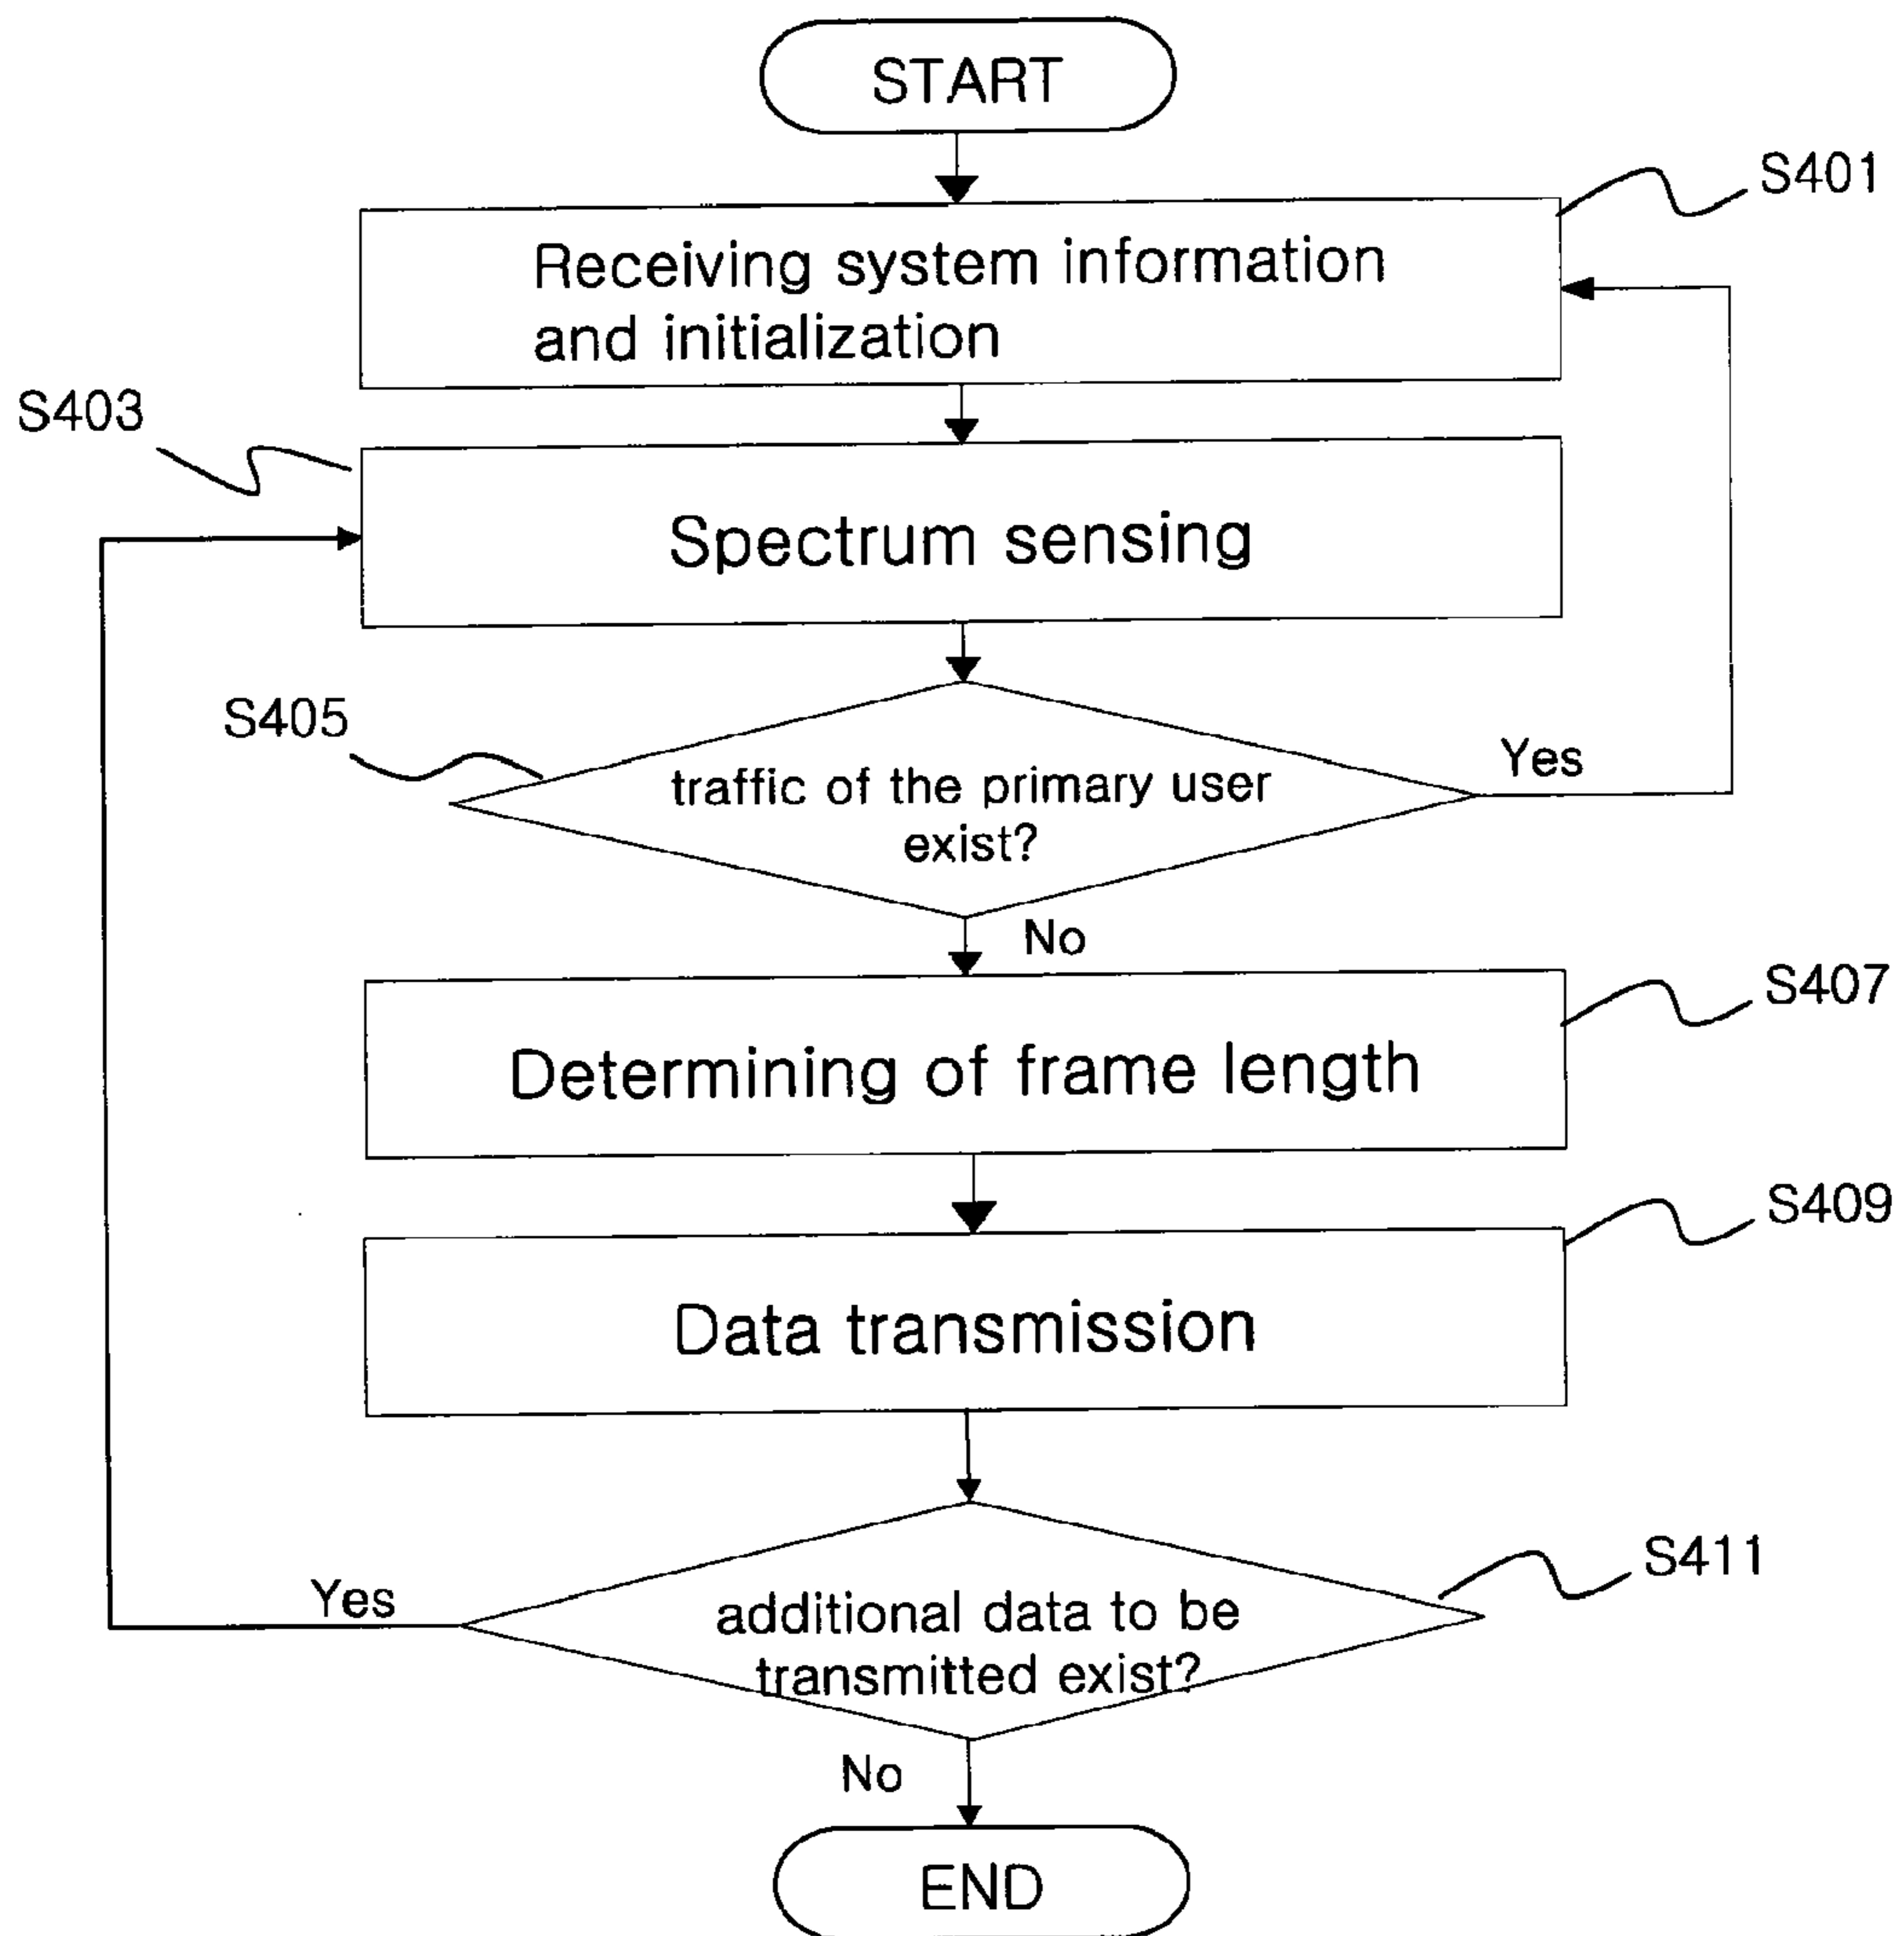 START
S401
Receiving system information
and initialization
S403
Spectrum sensing
S405
traffic of the primary user
exist?
Yes
No
S407
Determining of frame length
S409
Data transmission
S411
additional data to be
transmitted exist?
Yes
No
END